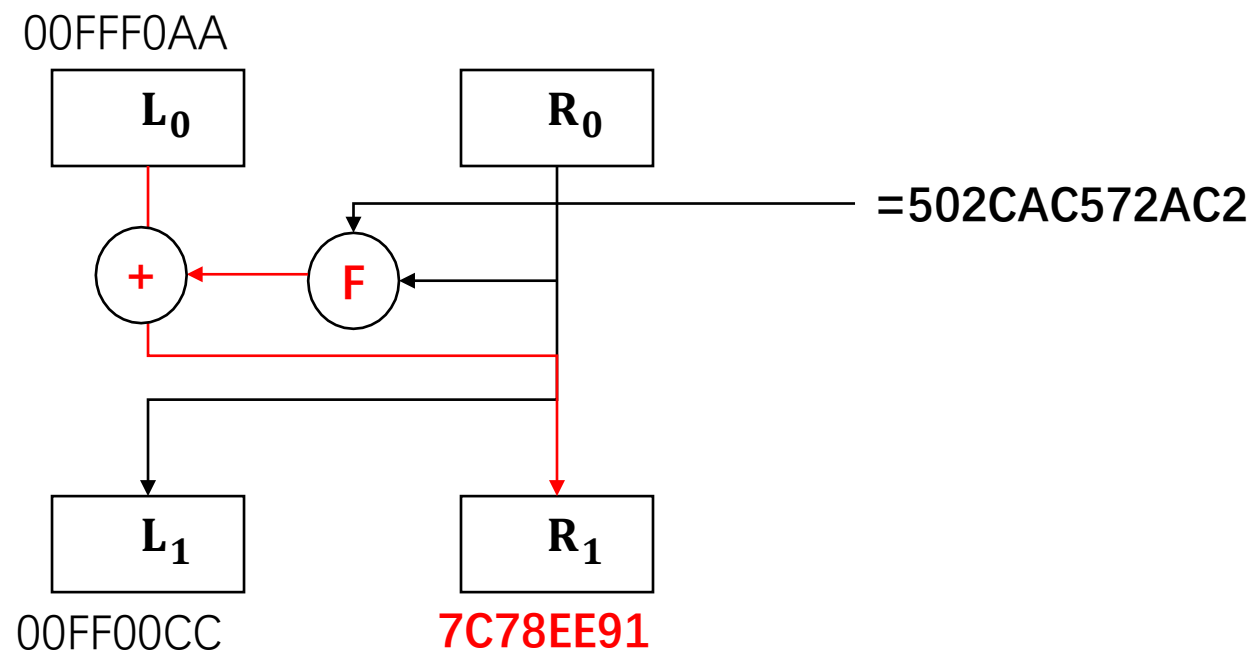 00FFF0AA
L₀ R₀
=502CAC572AC2
+ F
L₁ R₁
00FF00CC 7C78EE91